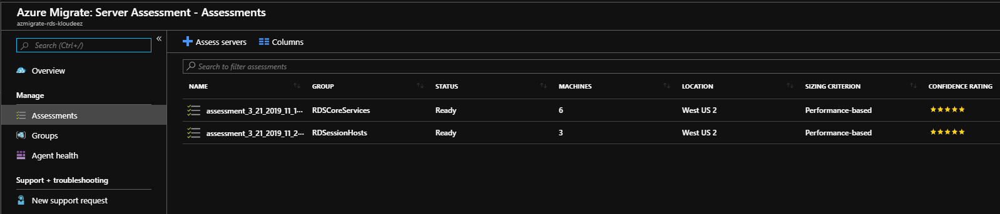 Azure Migrate: Server Assessment - Assessments
azmigrate-rds-kloudeez
Search (Ctrl+/)
Overview
Manage
Assessments
Groups
Agent health
Support + troubleshooting
New support request
Assess servers Columns
Search to filter assessments
NAME GROUP STATUS MACHINES LOCATION SIZING CRITERION CONFIDENCE RATING
assessment_3_21_2019_11_1··· RDSCoreServices Ready 6 West US 2 Performance-based
assessment_3_21_2019_11_2··· RDSessionHosts Ready 3 West US 2 Performance-based